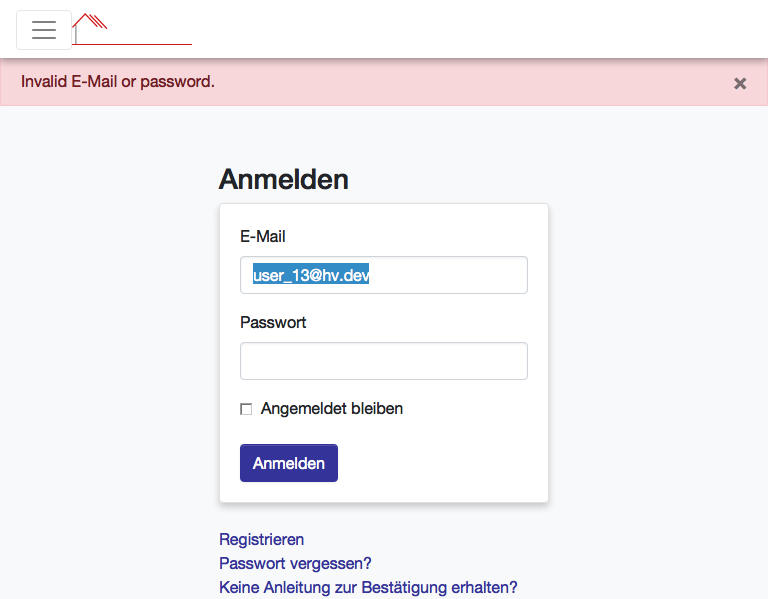 Invalid E-Mail or password.
Anmelden
E-Mail
user_13@hv.dev
Passwort
Angemeldet bleiben
Anmelden
Registrieren
Passwort vergessen?
Keine Anleitung zur Bestätigung erhalten?